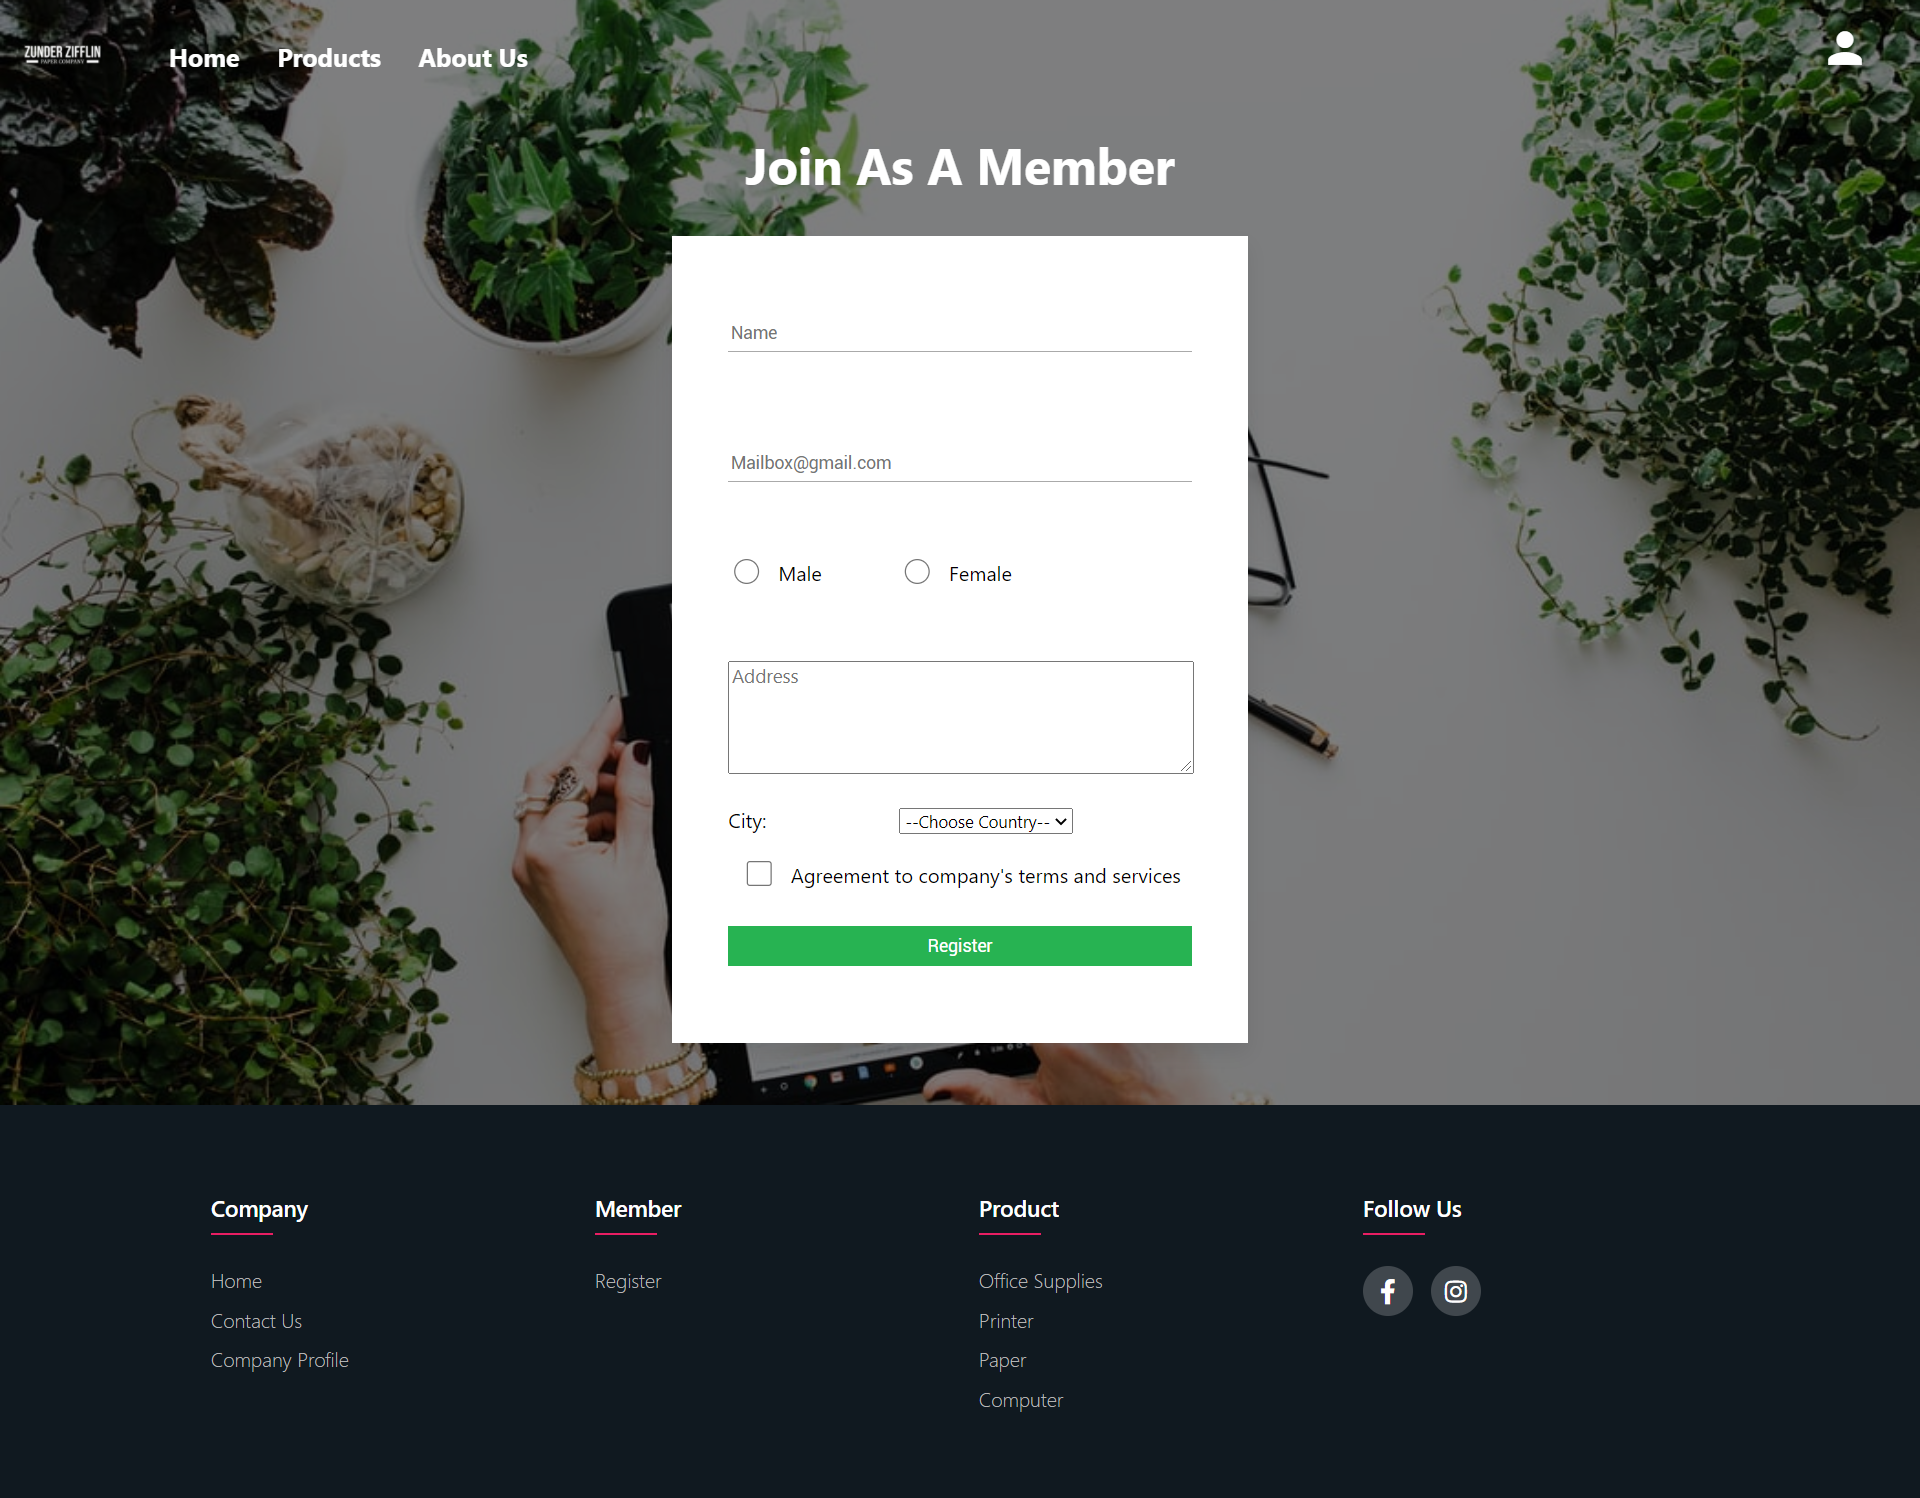 ZUNDER ZIFFLIN
PAPER COMPANY
Home Products About Us
Join As A Member
Name
Mailbox@gmail.com
Male Female
Address
City: --Choose Country--
Agreement to company's terms and services
Register
Company
Home
Contact Us
Company Profile
Member
Register
Product
Office Supplies
Printer
Paper
Computer
Follow Us